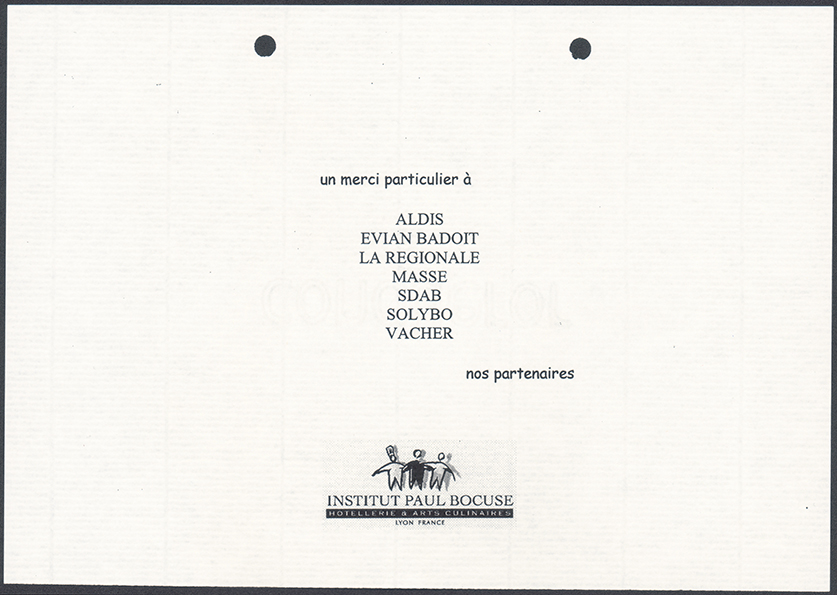 un merci particulier à
ALDIS
EVIAN BADOIT
LA REGIONALE
MASSE
SDAB
SOLYBO
VACHER
nos partenaires
INSTITUT PAUL BOCUSE
HOTELLERIE & ARTS CULINAIRES
LYON FRANCE